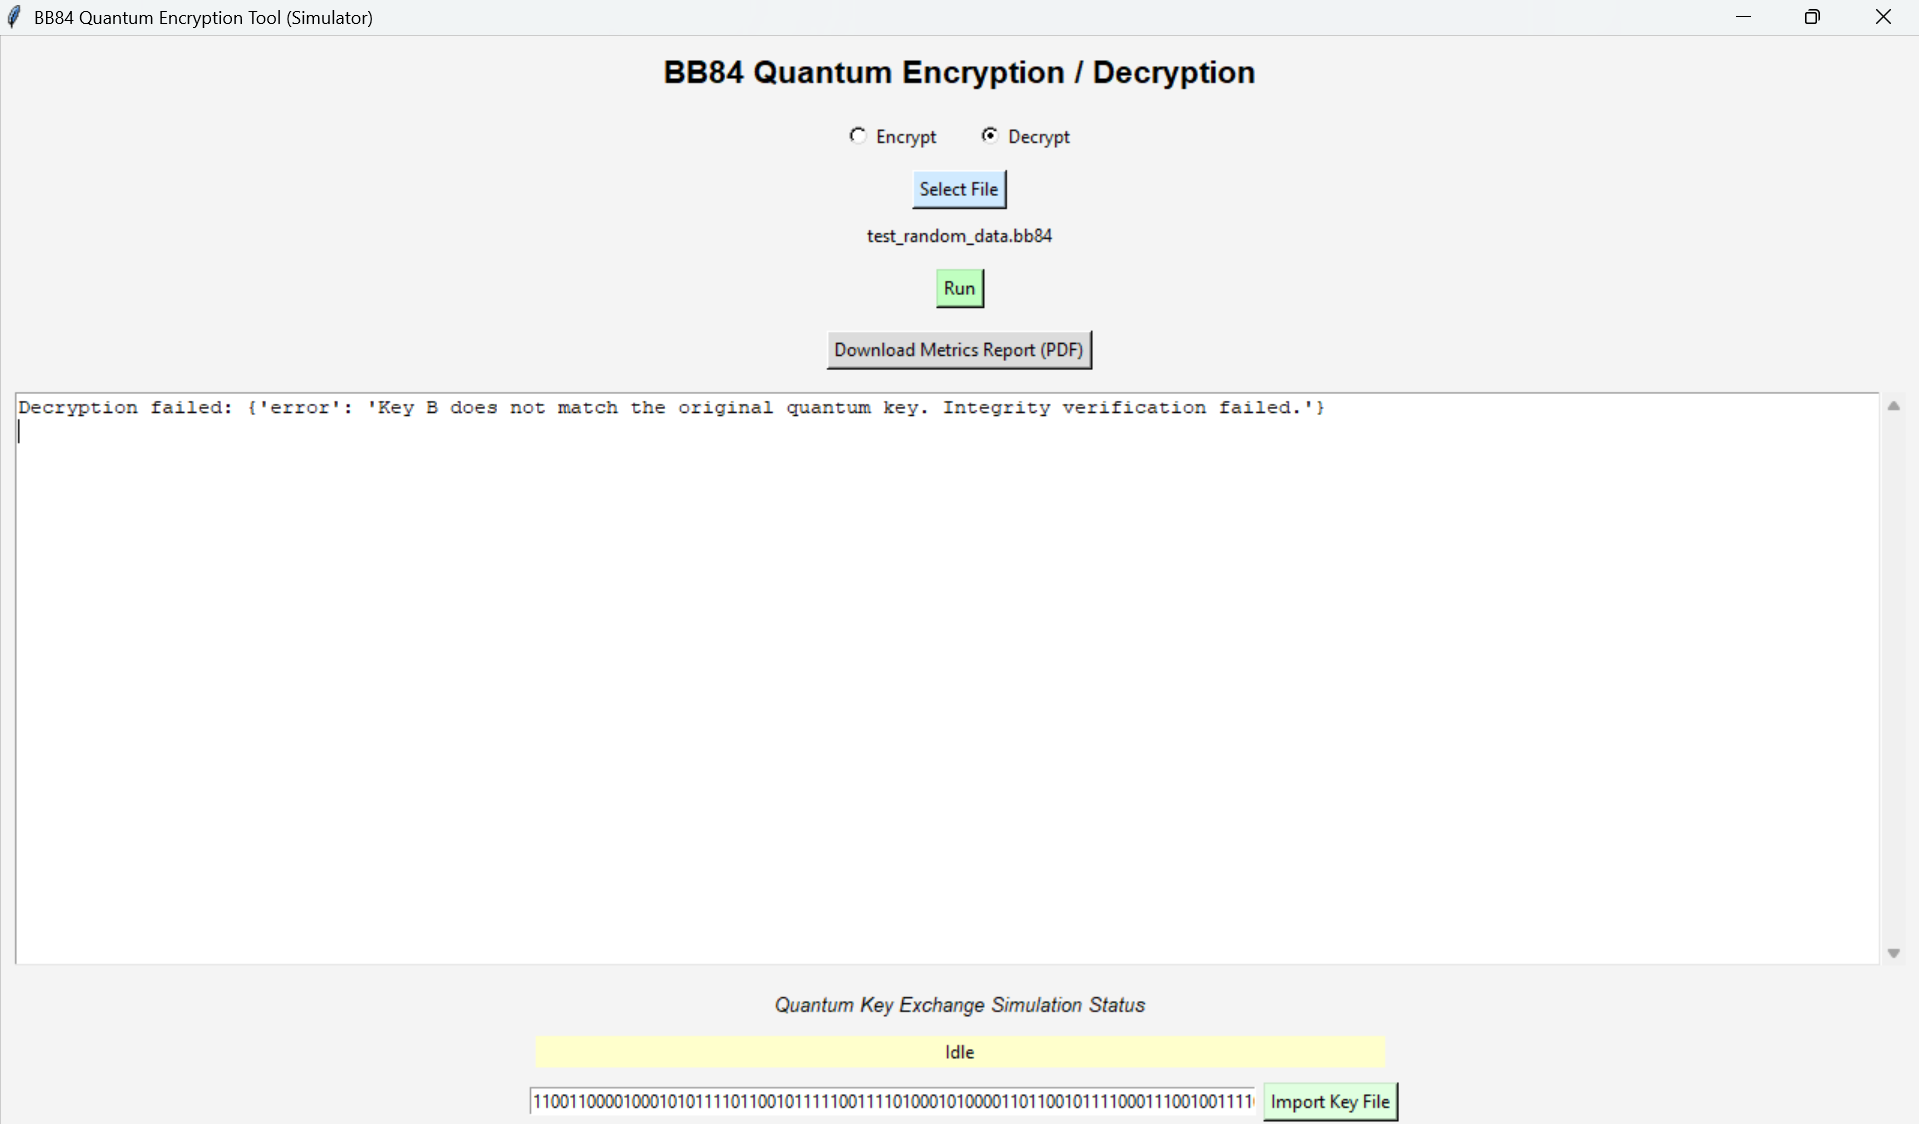 BB84 Quantum Encryption Tool (Simulator)
BB84 Quantum Encryption / Decryption
Encrypt Decrypt
Select File
test_random_data.bb84
Run
Download Metrics Report (PDF)
Decryption failed: {'error': 'Key B does not match the original quantum key. Integrity verification failed.'}
Quantum Key Exchange Simulation Status
Idle
Import Key File